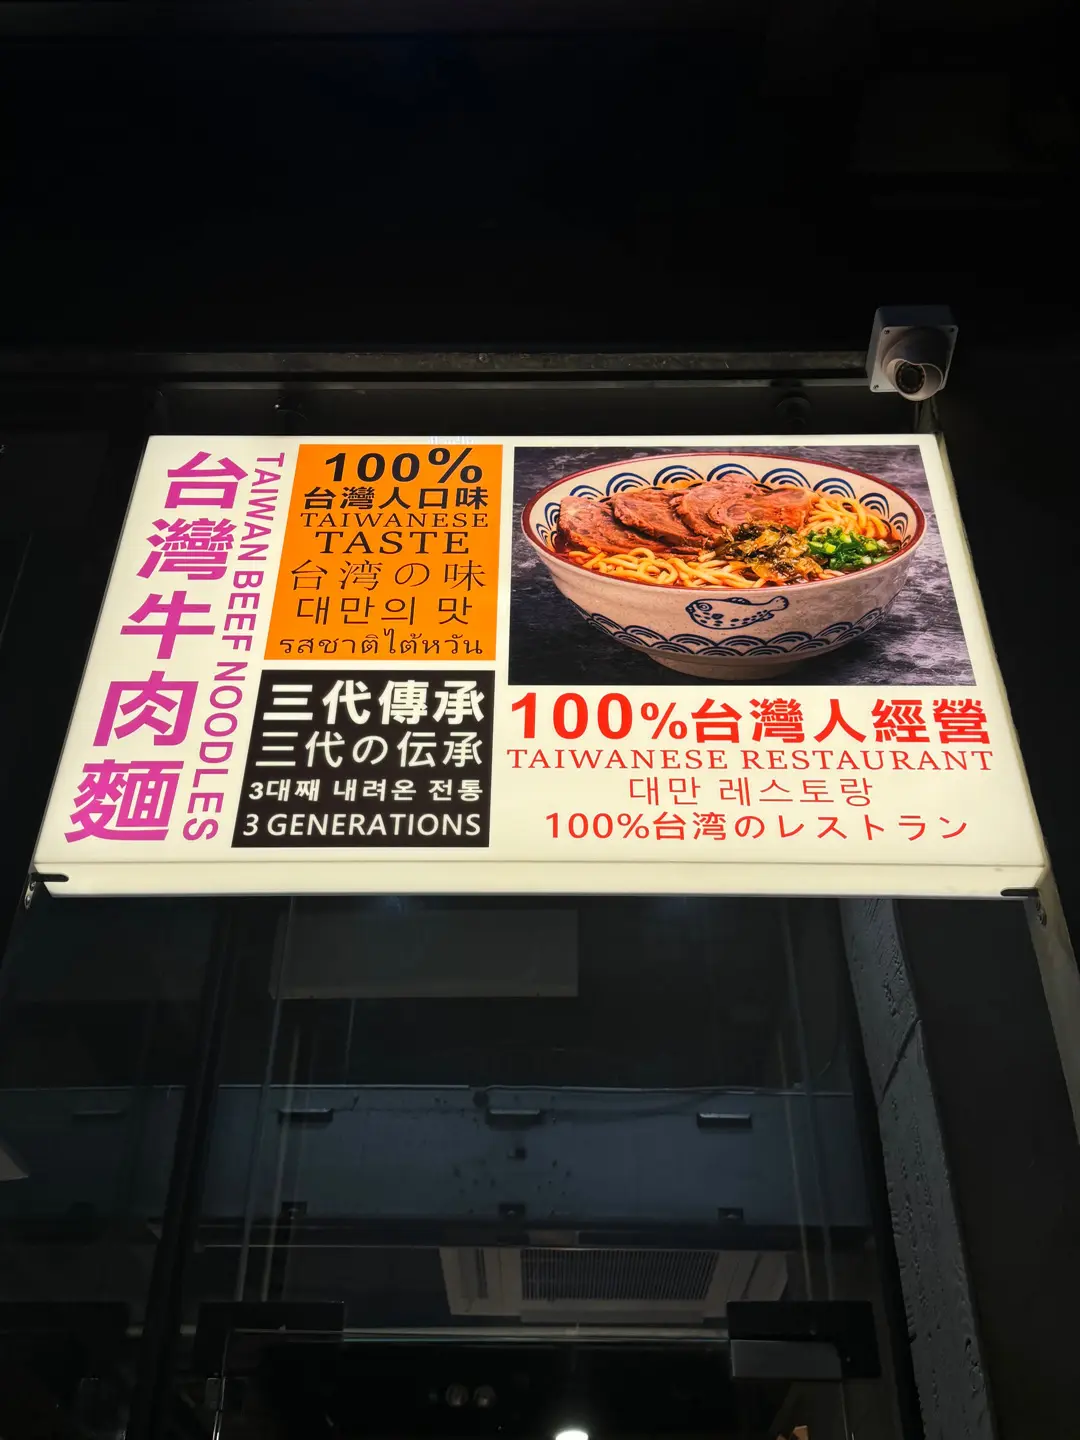 台灣牛肉麵
TAIWAN BEEF NOODLES
100%
台灣人口味
TAIWANESE
TASTE
台湾の味
대만의 맛
รสชาติไต้หวัน
三代傳承
三代の伝承
3대째 내려온 전통
3 GENERATIONS
100%台灣人經營
TAIWANESE RESTAURANT
대만 레스토랑
100%台湾のレストラン